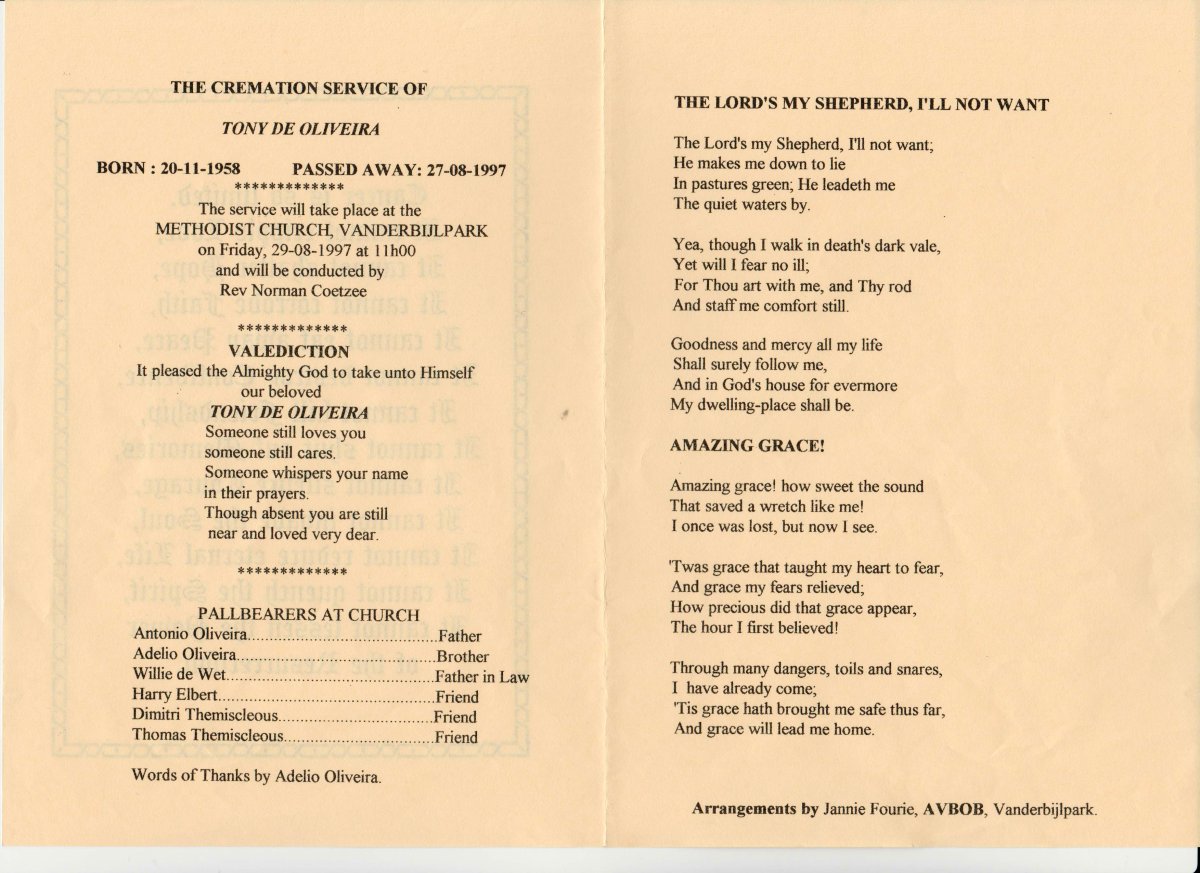 THE CREMATION SERVICE OF
TONY DE OLIVEIRA
BORN : 20-11-1958 PASSED AWAY: 27-08-1997
*************
The service will take place at the
METHODIST CHURCH, VANDERBIJLPARK
on Friday, 29-08-1997 at 11h00
and will be conducted by
Rev Norman Coetzee
*************
VALEDICTION
It pleased the Almighty God to take unto Himself
our beloved
TONY DE OLIVEIRA
Someone still loves you
someone still cares.
Someone whispers your name
in their prayers.
Though absent you are still
near and loved very dear.
*************
PALLBEARERS AT CHURCH
Antonio Oliveira..........................................Father
Adelio Oliveira............................................Brother
Willie de Wet..............................................Father in Law
Harry Elbert................................................Friend
Dimitri Themiscleous..................................Friend
Thomas Themiscleous.................................Friend
Words of Thanks by Adelio Oliveira.
THE LORD'S MY SHEPHERD, I'LL NOT WANT
The Lord's my Shepherd, I'll not want;
He makes me down to lie
In pastures green; He leadeth me
The quiet waters by.
Yea, though I walk in death's dark vale,
Yet will I fear no ill;
For Thou art with me, and Thy rod
And staff me comfort still.
Goodness and mercy all my life
Shall surely follow me,
And in God's house for evermore
My dwelling-place shall be.
AMAZING GRACE!
Amazing grace! how sweet the sound
That saved a wretch like me!
I once was lost, but now I see.
'Twas grace that taught my heart to fear,
And grace my fears relieved;
How precious did that grace appear,
The hour I first believed!
Through many dangers, toils and snares,
I have already come;
'Tis grace hath brought me safe thus far,
And grace will lead me home.
Arrangements by Jannie Fourie, AVBOB, Vanderbijlpark.